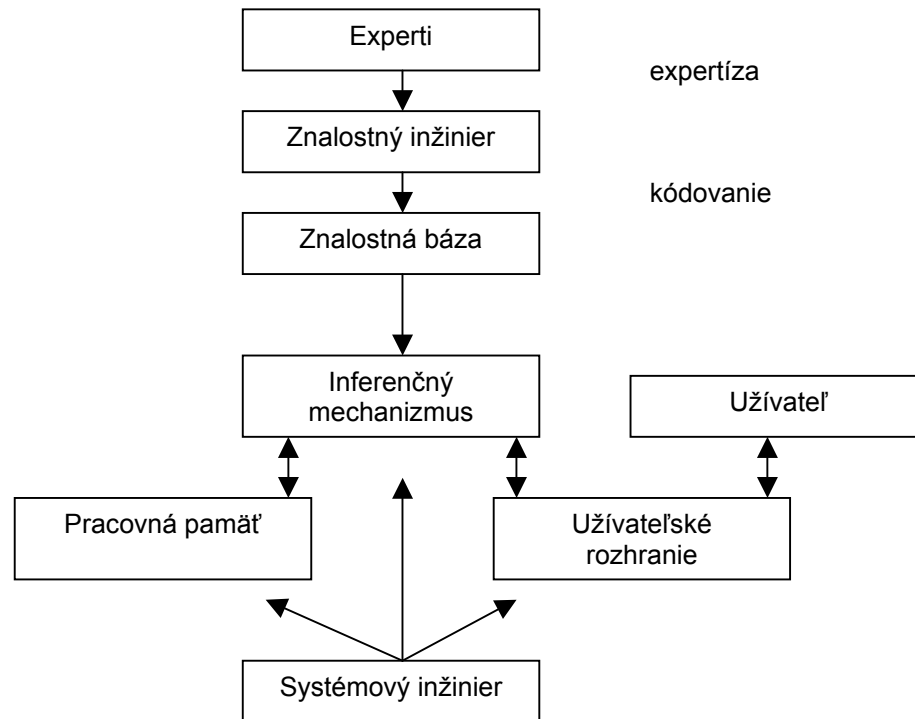 Experti
expertíza
Znalostný inžinier
kódovanie
Znalostná báza
Inferenčný
mechanizmus
Užívateľ
Pracovná pamäť
Užívateľské
rozhranie
Systémový inžinier